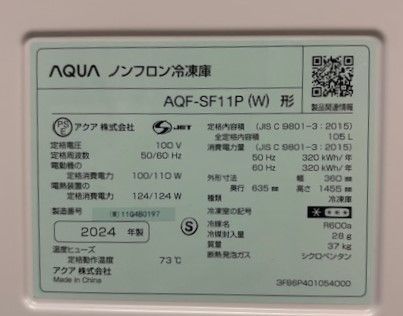 AQUA ノンフロン冷凍庫
AQF-SF11P (W) 形
製品関連情報
PS E アクア 株式会社 S-JET
定格電圧 100 V
定格周波数 50/60 Hz
電動機の
定格消費電力 100/110 W
電熱装置の
定格消費電力 124/124 W
製造番号
2024 年製
S
温度ヒューズ
定格動作温度 73 ℃
アクア 株式会社
Made in China
定格内容積 (JIS C 9801-3 : 2015)
全定格内容積 105 L
消費電力量 (JIS C 9801-3 : 2015)
50 Hz 320 kWh/年
60 Hz 320 kWh/年
外形寸法 幅 360 mm
奥行 635 mm 高さ 1455 mm
種類 冷凍庫
冷凍室の記号
冷媒名 R600a
冷媒封入量 28 g
質量 37 kg
断熱発泡ガス シクロペンタン
3FB6P401054000